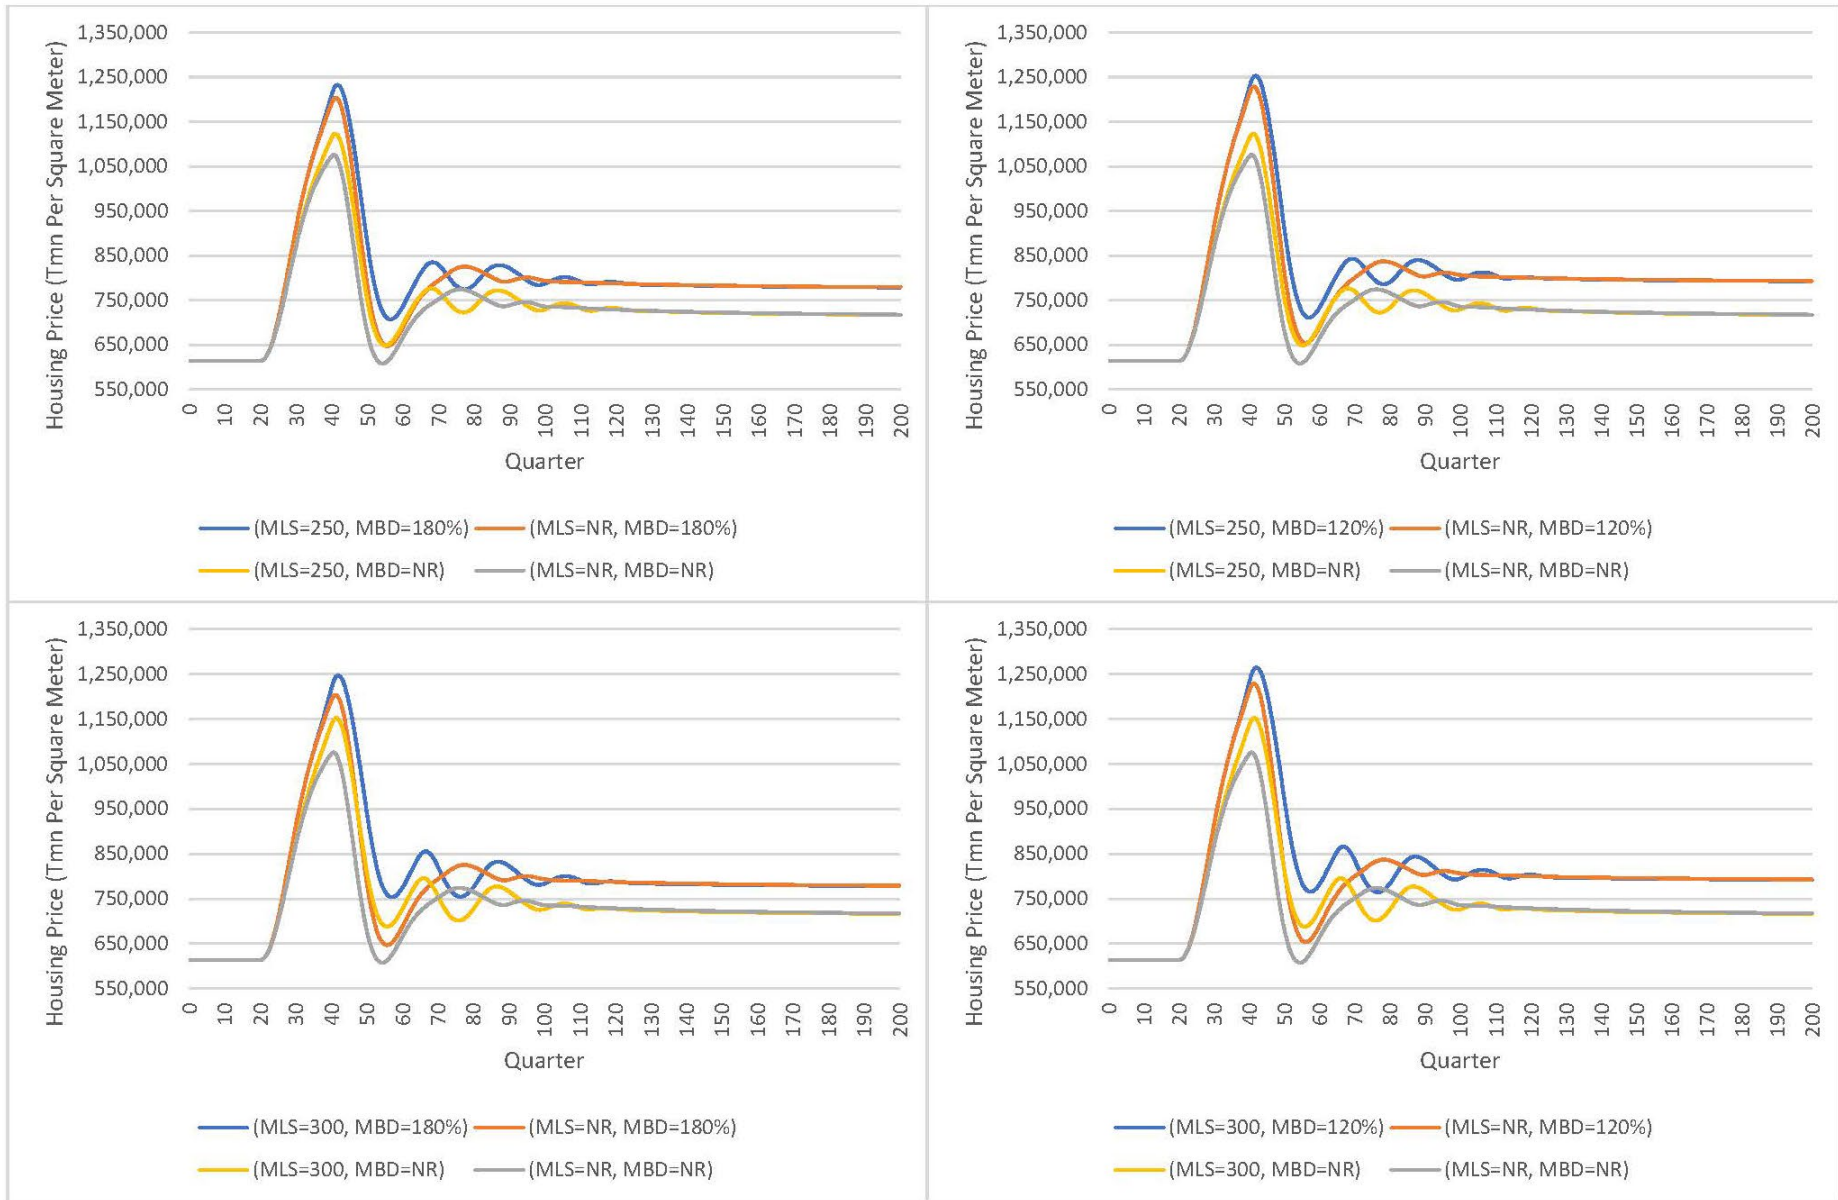 Housing Price (Tmn Per Square Meter)
1,350,000
1,250,000
1,150,000
1,050,000
950,000
850,000
750,000
650,000
550,000
0 10 20 30 40 50 60 70 80 90 100 110 120 130 140 150 160 170 180 190 200
Quarter
(MLS=250, MBD=180%) (MLS=NR, MBD=180%)
(MLS=250, MBD=NR) (MLS=NR, MBD=NR)
Housing Price (Tmn Per Square Meter)
1,350,000
1,250,000
1,150,000
1,050,000
950,000
850,000
750,000
650,000
550,000
0 10 20 30 40 50 60 70 80 90 100 110 120 130 140 150 160 170 180 190 200
Quarter
(MLS=250, MBD=120%) (MLS=NR, MBD=120%)
(MLS=250, MBD=NR) (MLS=NR, MBD=NR)
Housing Price (Tmn Per Square Meter)
1,350,000
1,250,000
1,150,000
1,050,000
950,000
850,000
750,000
650,000
550,000
0 10 20 30 40 50 60 70 80 90 100 110 120 130 140 150 160 170 180 190 200
Quarter
(MLS=300, MBD=180%) (MLS=NR, MBD=180%)
(MLS=300, MBD=NR) (MLS=NR, MBD=NR)
Housing Price (Tmn Per Square Meter)
1,350,000
1,250,000
1,150,000
1,050,000
950,000
850,000
750,000
650,000
550,000
0 10 20 30 40 50 60 70 80 90 100 110 120 130 140 150 160 170 180 190 200
Quarter
(MLS=300, MBD=120%) (MLS=NR, MBD=120%)
(MLS=300, MBD=NR) (MLS=NR, MBD=NR)